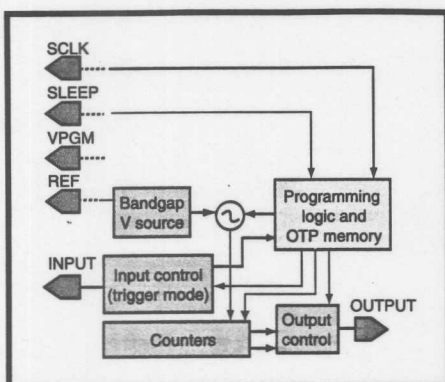 SCLK
SLEEP
VPGM
REF
Bandgap
V source
Programming
logic and
OTP memory
INPUT
Input control
(trigger mode)
OUTPUT
Output
control
Counters